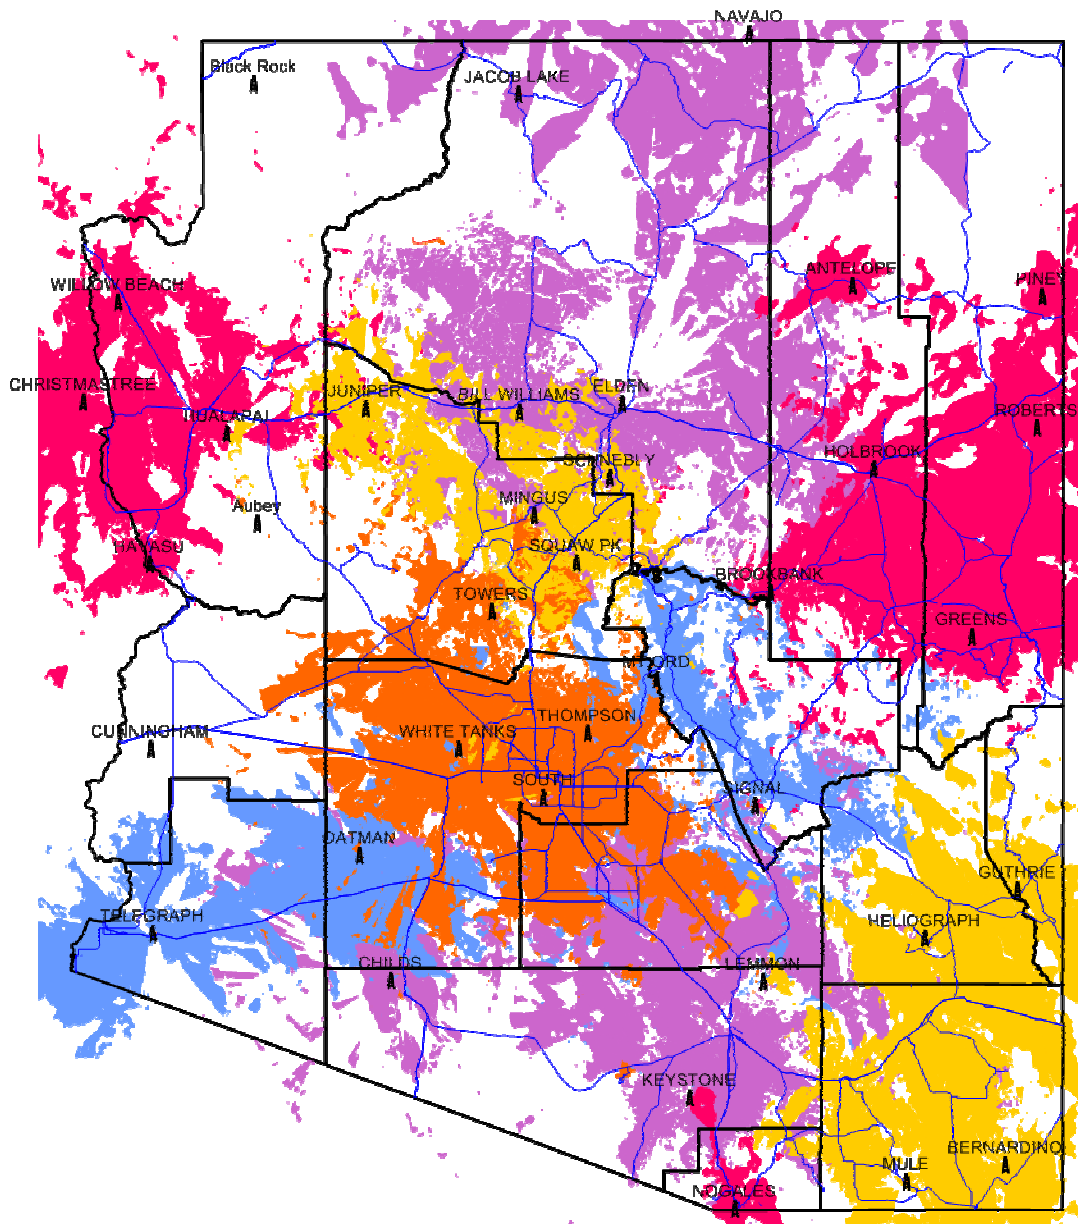 NAVAJO
Black Rock
JACOB LAKE
ANTELOPE
WILLOW BEACH
PINEY
CHRISTMASTREE
JUNIPER
BILL WILLIAMS
ELDEN
HUALAPAI
ROBERTS
HOLBROOK
SCHNEBLY
Aubey
MINGUS
HAVASU
SQUAW PK
BROOKBANK
TOWERS
GREENS
MT ORD
CUNNINGHAM
WHITE TANKS
THOMPSON
SOUTH
SIGNAL
OATMAN
GUTHRIE
TELEGRAPH
HELIOGRAPH
CHILDS
LEMMON
KEYSTONE
BERNARDINO
MULE
NOGALES